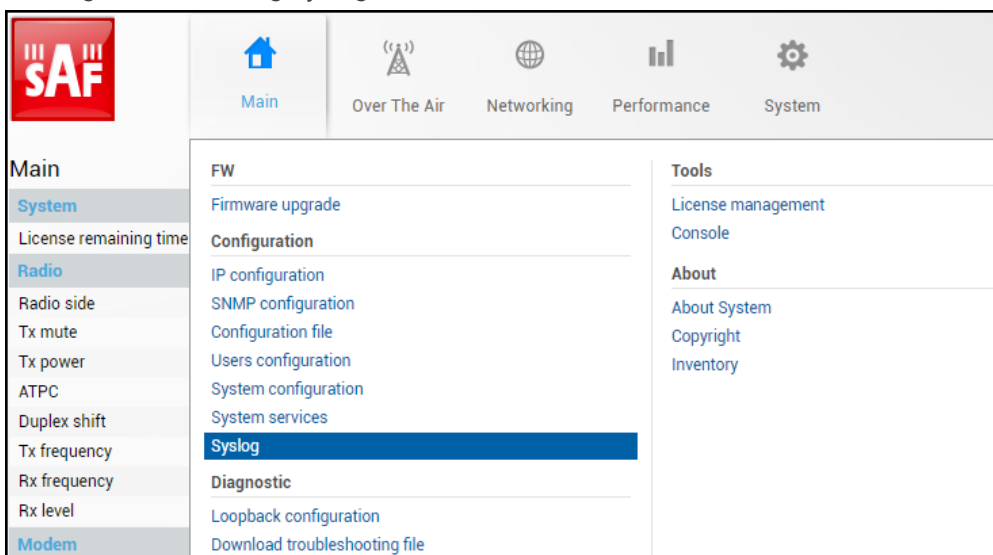 SAF
Main
Over The Air
Networking
Performance
System
Main
System
License remaining time
Radio
Radio side
Tx mute
Tx power
ATPC
Duplex shift
Tx frequency
Rx frequency
Rx level
Modem
FW
Firmware upgrade
Configuration
IP configuration
SNMP configuration
Configuration file
Users configuration
System configuration
System services
Syslog
Diagnostic
Loopback configuration
Download troubleshooting file
Tools
License management
Console
About
About System
Copyright
Inventory